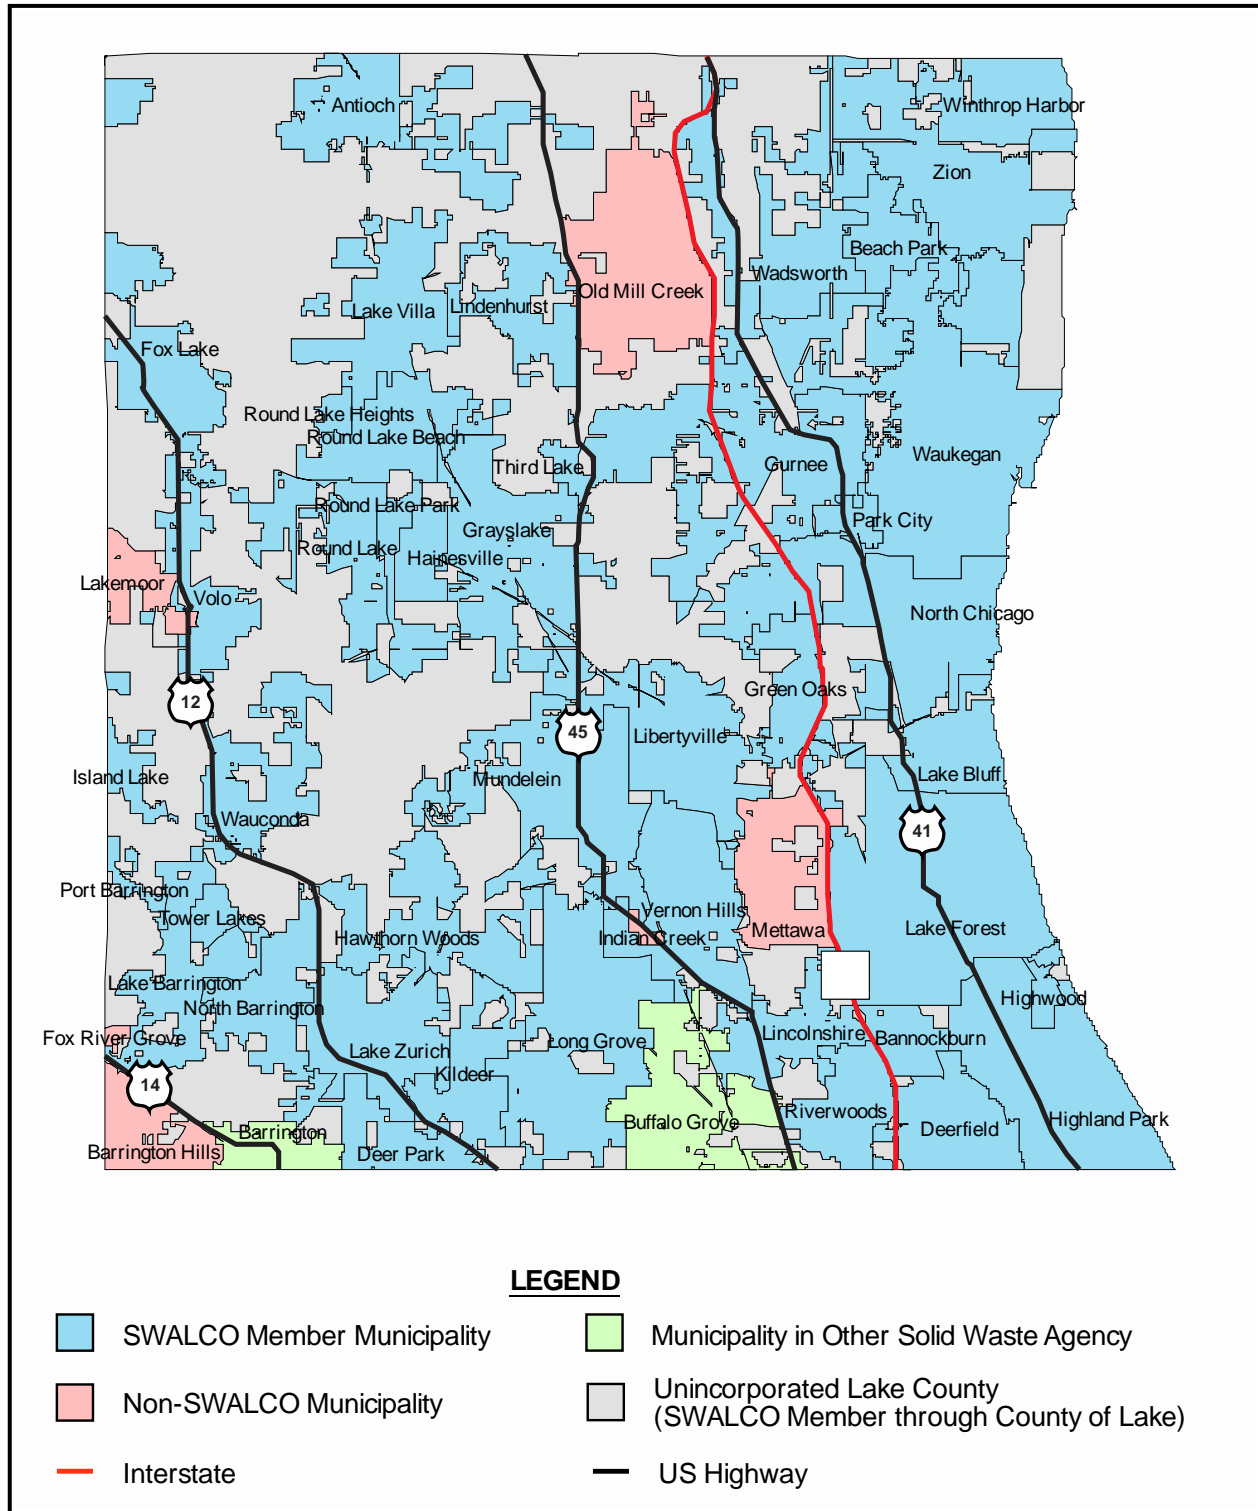 Antioch
Winthrop Harbor
Zion
Beach Park
Wadsworth
Old Mill Creek
Lindenhurst
Lake Villa
Fox Lake
Round Lake Heights
Round Lake Beach
Waukegan
Gurnee
Third Lake
Round Lake Park
Park City
Grayslake
Round Lake
Hainesville
Lakemoor
Volo
North Chicago
Green Oaks
12
45
Libertyville
Island Lake
Mundelein
Lake Bluff
Wauconda
41
Port Barrington
Vernon Hills
Tower Lakes
Mettawa
Lake Forest
Hawthorn Woods
Indian Creek
Lake Barrington
Highwood
North Barrington
Fox River Grove
Lincolnshire
Bannockburn
Long Grove
Lake Zurich
Kildeer
14
Riverwoods
Highland Park
Buffalo Grove
Deerfield
Barrington
Barrington Hills
Deer Park
LEGEND
SWALCO Member Municipality
Municipality in Other Solid Waste Agency
Non-SWALCO Municipality
Unincorporated Lake County
(SWALCO Member through County of Lake)
Interstate
US Highway